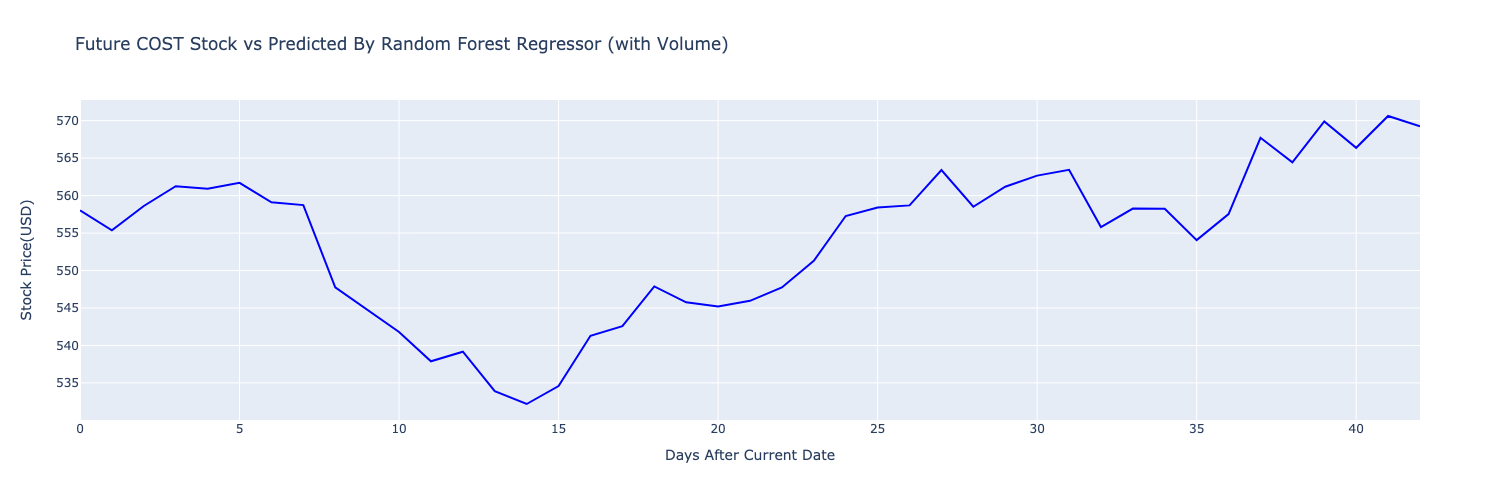 Future COST Stock vs Predicted By Random Forest Regressor (with Volume)
570
565
560
555
550
545
540
535
Stock Price(USD)
0 5 10 15 20 25 30 35 40
Days After Current Date